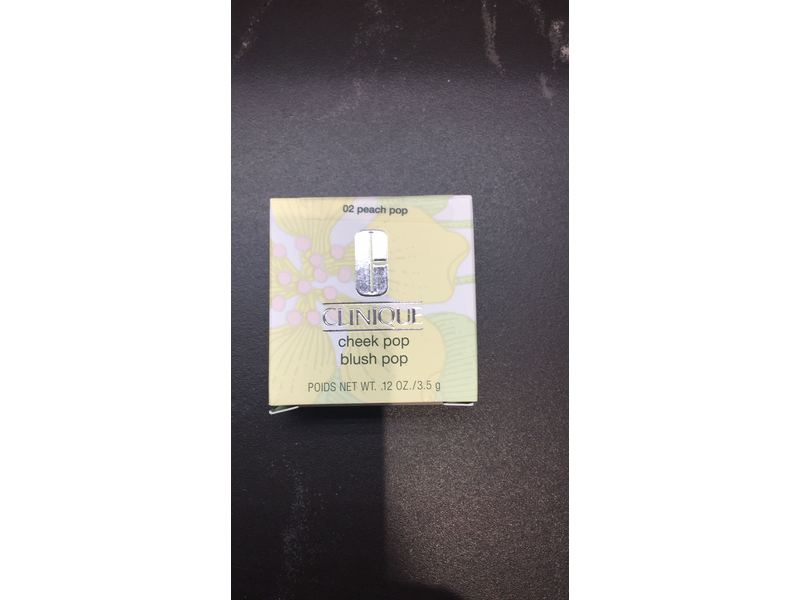 02 peach pop
CLINIQUE
cheek pop
blush pop
POIDS NET WT. .12 OZ./3.5 g